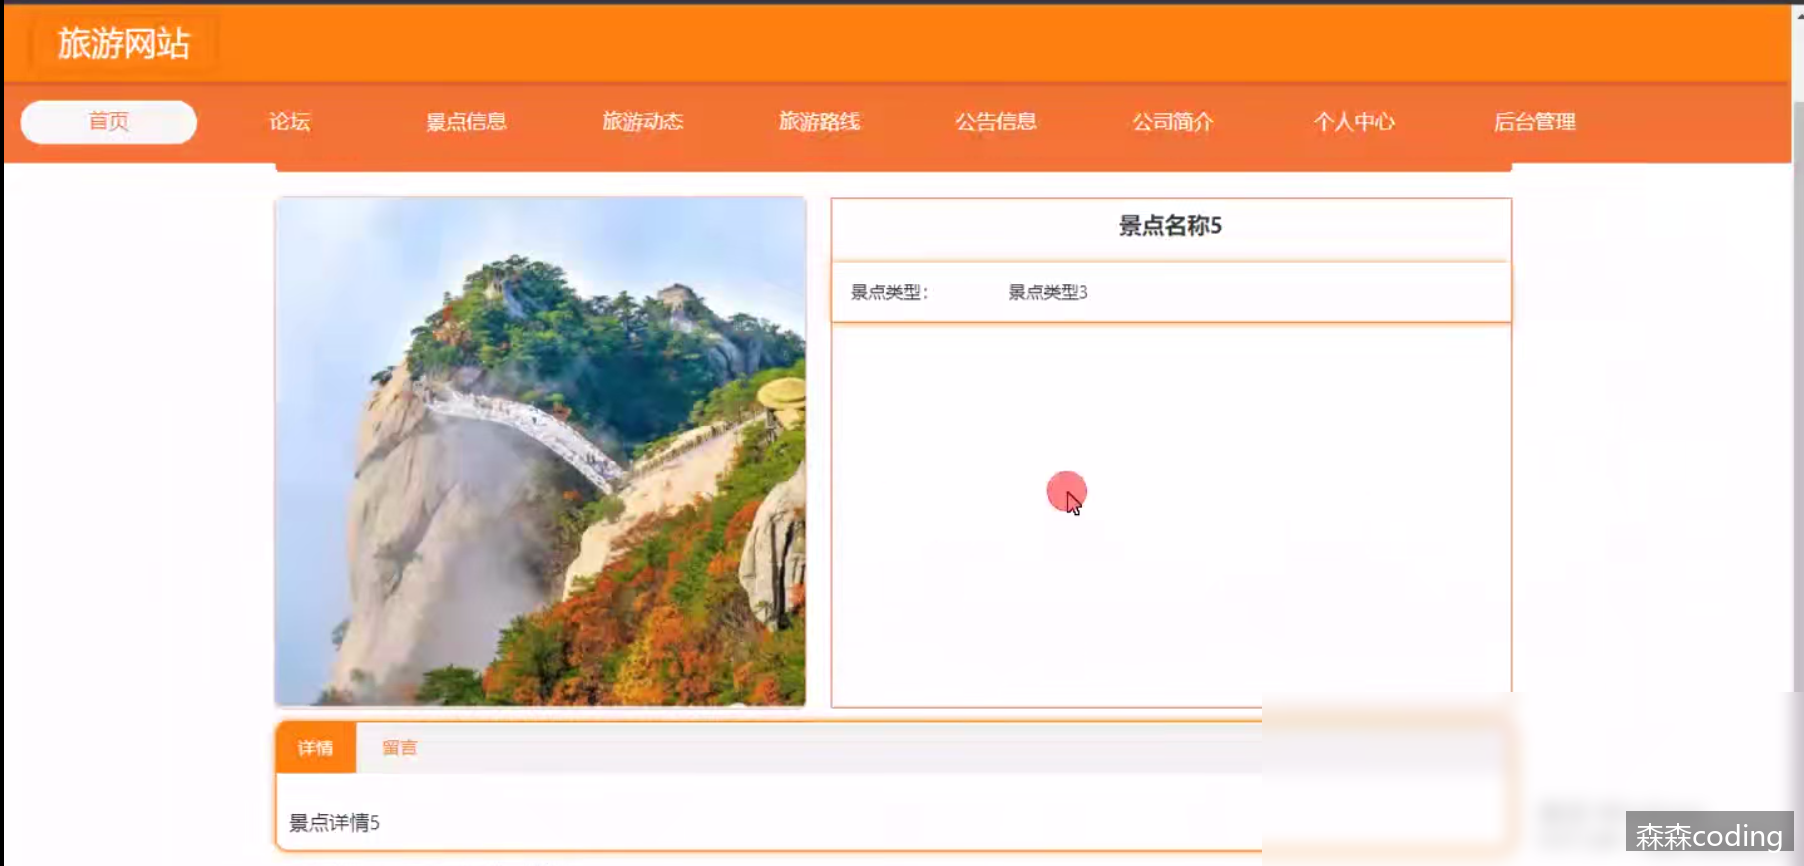 旅游网站
首页 论坛 景点信息 旅游动态 旅游路线 公告信息 公司简介 个人中心 后台管理
景点名称5
景点类型: 景点类型3
详情 留言
景点详情5
森森coding